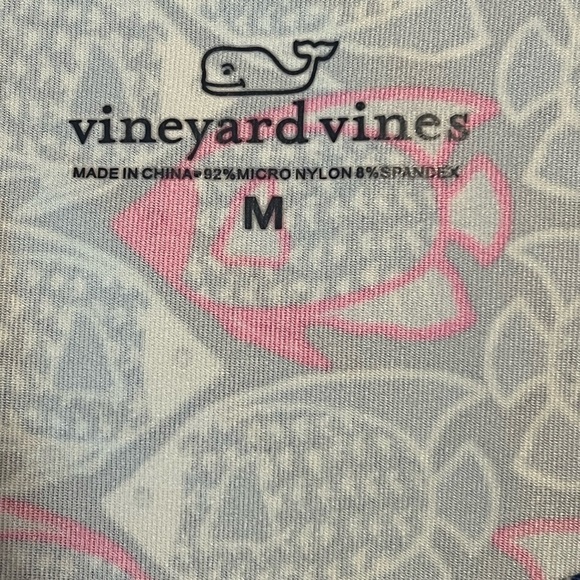 vineyard vines
MADE IN CHINA•92%MICRO NYLON 8%SPANDEX
M